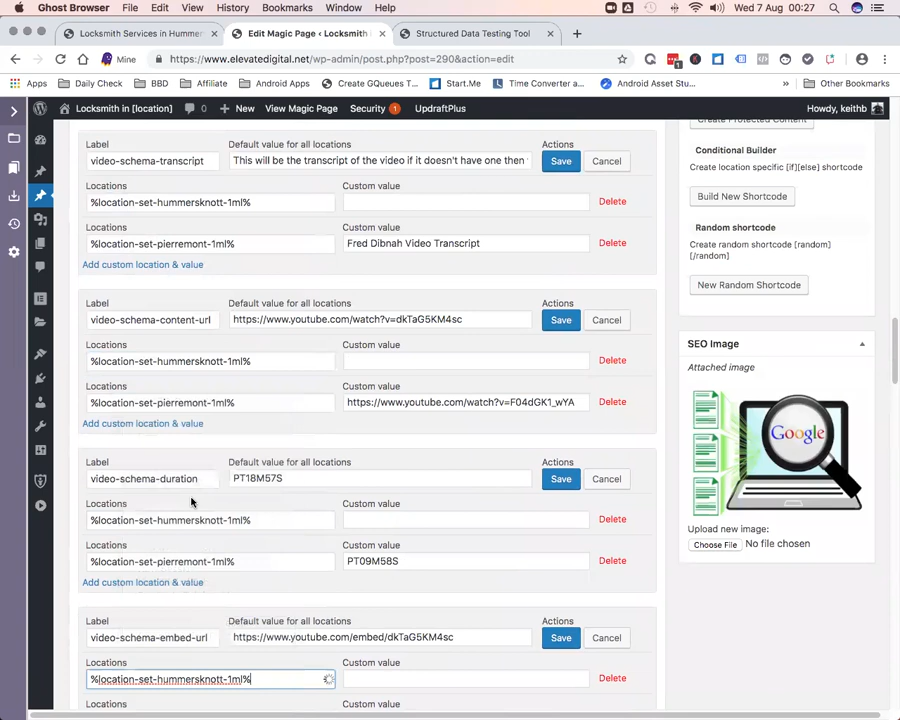 Ghost Browser File Edit View History Bookmarks Window Help Wed 7 Aug 00:27
Locksmith Services in Hummer × Edit Magic Page ‹ Locksmith × Structured Data Testing Tool ×
Mine https://www.elevatedigital.net/wp-admin/post.php?post=290&action=edit
Apps Daily Check BBD Affiliate Create GQueues T... Start.Me Time Converter a... Android Asset Stu... » Other Bookmarks
Locksmith in [location] 0 + New View Magic Page Security 1 UpdraftPlus Howdy, keithb
Create Protected Content
Label Default value for all locations Actions
video-schema-transcript This will be the transcript of the video if it doesn't have one then Save Cancel
Locations Custom value
%location-set-hummersknott-1ml% Delete
Locations Custom value
%location-set-pierremont-1ml% Fred Dibnah Video Transcript Delete
Add custom location & value
Label Default value for all locations Actions
video-schema-content-url https://www.youtube.com/watch?v=dkTaG5KM4sc Save Cancel
Locations Custom value
%location-set-hummersknott-1ml% Delete
Locations Custom value
%location-set-pierremont-1ml% https://www.youtube.com/watch?v=F04dGK1_wYA Delete
Add custom location & value
Label Default value for all locations Actions
video-schema-duration PT18M57S Save Cancel
Locations Custom value
%location-set-hummersknott-1ml% Delete
Locations Custom value
%location-set-pierremont-1ml% PT09M58S Delete
Add custom location & value
Label Default value for all locations Actions
video-schema-embed-url https://www.youtube.com/embed/dkTaG5KM4sc Save Cancel
Locations Custom value
%location-set-hummersknott-1ml% Delete
Locations Custom value
Conditional Builder
Create location specific [if][else] shortcode
Build New Shortcode
Random shortcode
Create random shortcode [random]
[/random]
New Random Shortcode
SEO Image
Attached image
Google
Upload new image:
Choose File No file chosen